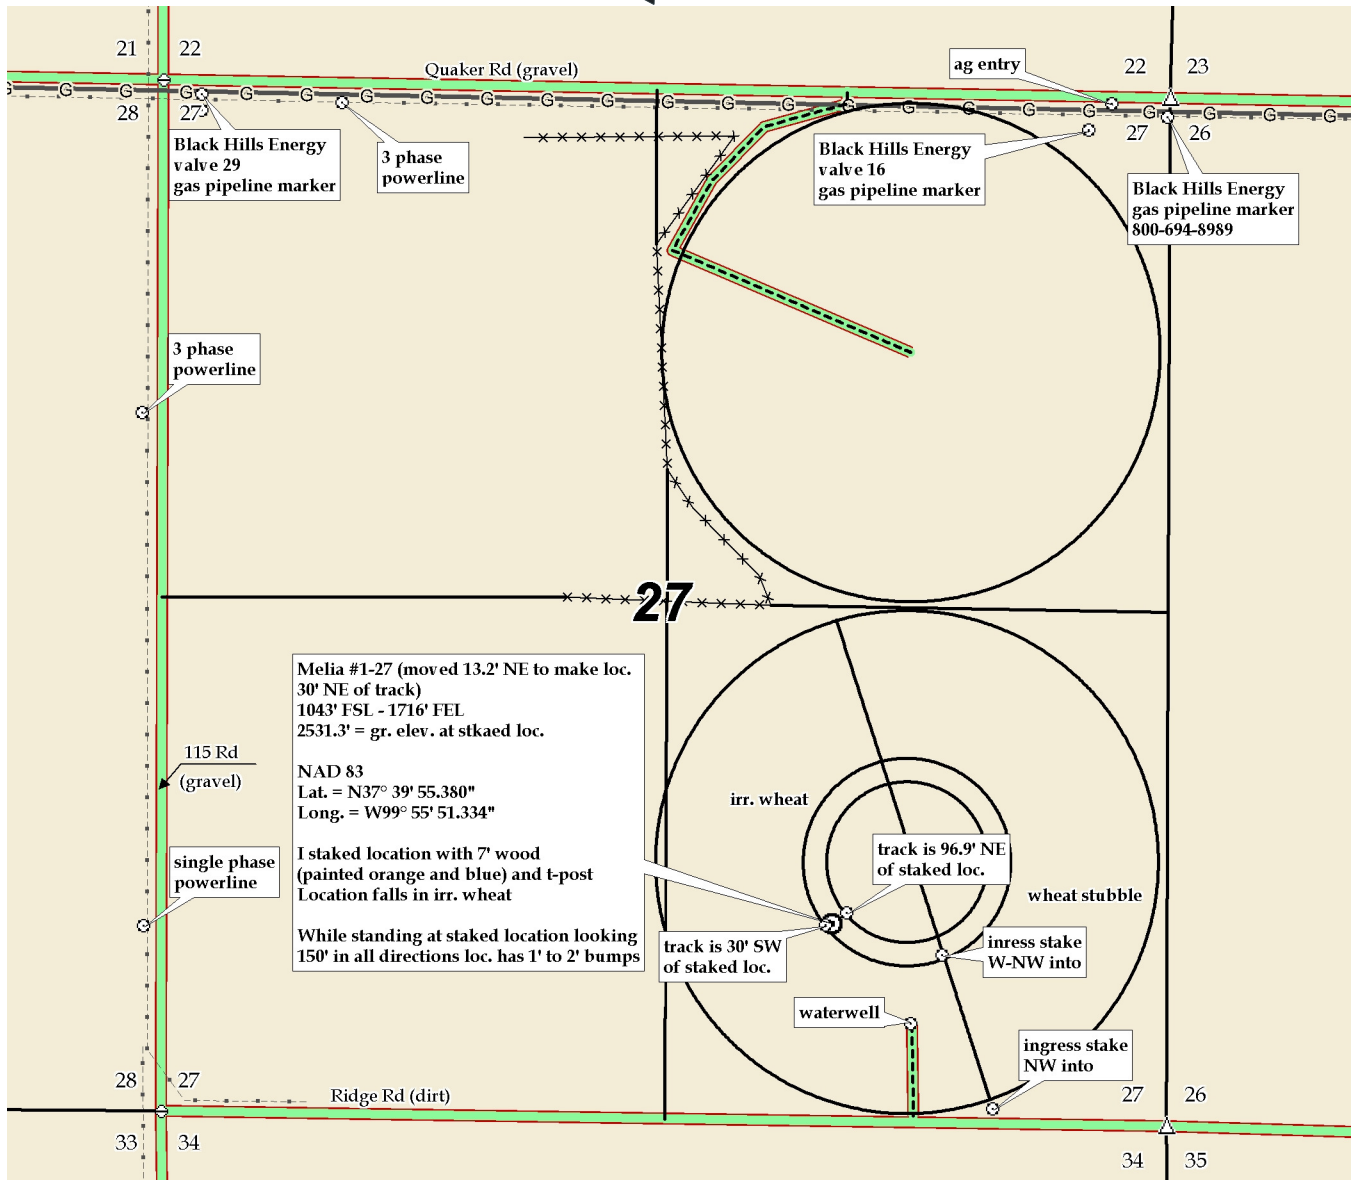 21
22
Quaker Rd (gravel)
ag entry
22
23
G G G G G G G G G G G G G G G G G G G G G G G
28
27
27
26
Black Hills Energy
valve 29
gas pipeline marker
3 phase
powerline
Black Hills Energy
valve 16
gas pipeline marker
Black Hills Energy
gas pipeline marker
800-694-8989
3 phase
powerline
27
Melia #1-27 (moved 13.2' NE to make loc.
30' NE of track)
1043' FSL - 1716' FEL
2531.3' = gr. elev. at stkaed loc.
NAD 83
Lat. = N37° 39' 55.380"
Long. = W99° 55' 51.334"
I staked location with 7' wood
(painted orange and blue) and t-post
Location falls in irr. wheat
While standing at staked location looking
150' in all directions loc. has 1' to 2' bumps
115 Rd
(gravel)
irr. wheat
single phase
powerline
track is 96.9' NE
of staked loc.
wheat stubble
track is 30' SW
of staked loc.
inress stake
W-NW into
waterwell
ingress stake
NW into
28
27
Ridge Rd (dirt)
27
26
33
34
34
35